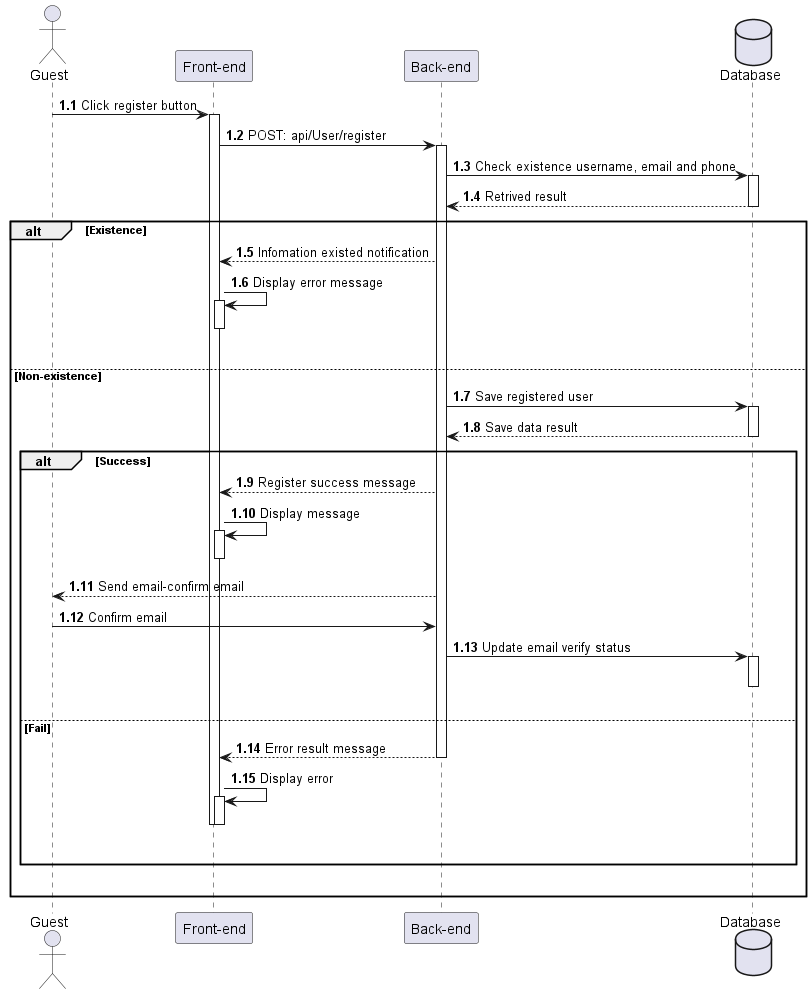 Guest
Front-end
Back-end
Database
1.1 Click register button
1.2 POST: api/User/register
1.3 Check existence username, email and phone
1.4 Retrived result
alt [Existence]
1.5 Infomation existed notification
1.6 Display error message
[Non-existence]
1.7 Save registered user
1.8 Save data result
alt [Success]
1.9 Register success message
1.10 Display message
1.11 Send email-confirm email
1.12 Confirm email
1.13 Update email verify status
[Fail]
1.14 Error result message
1.15 Display error
Guest
Front-end
Back-end
Database